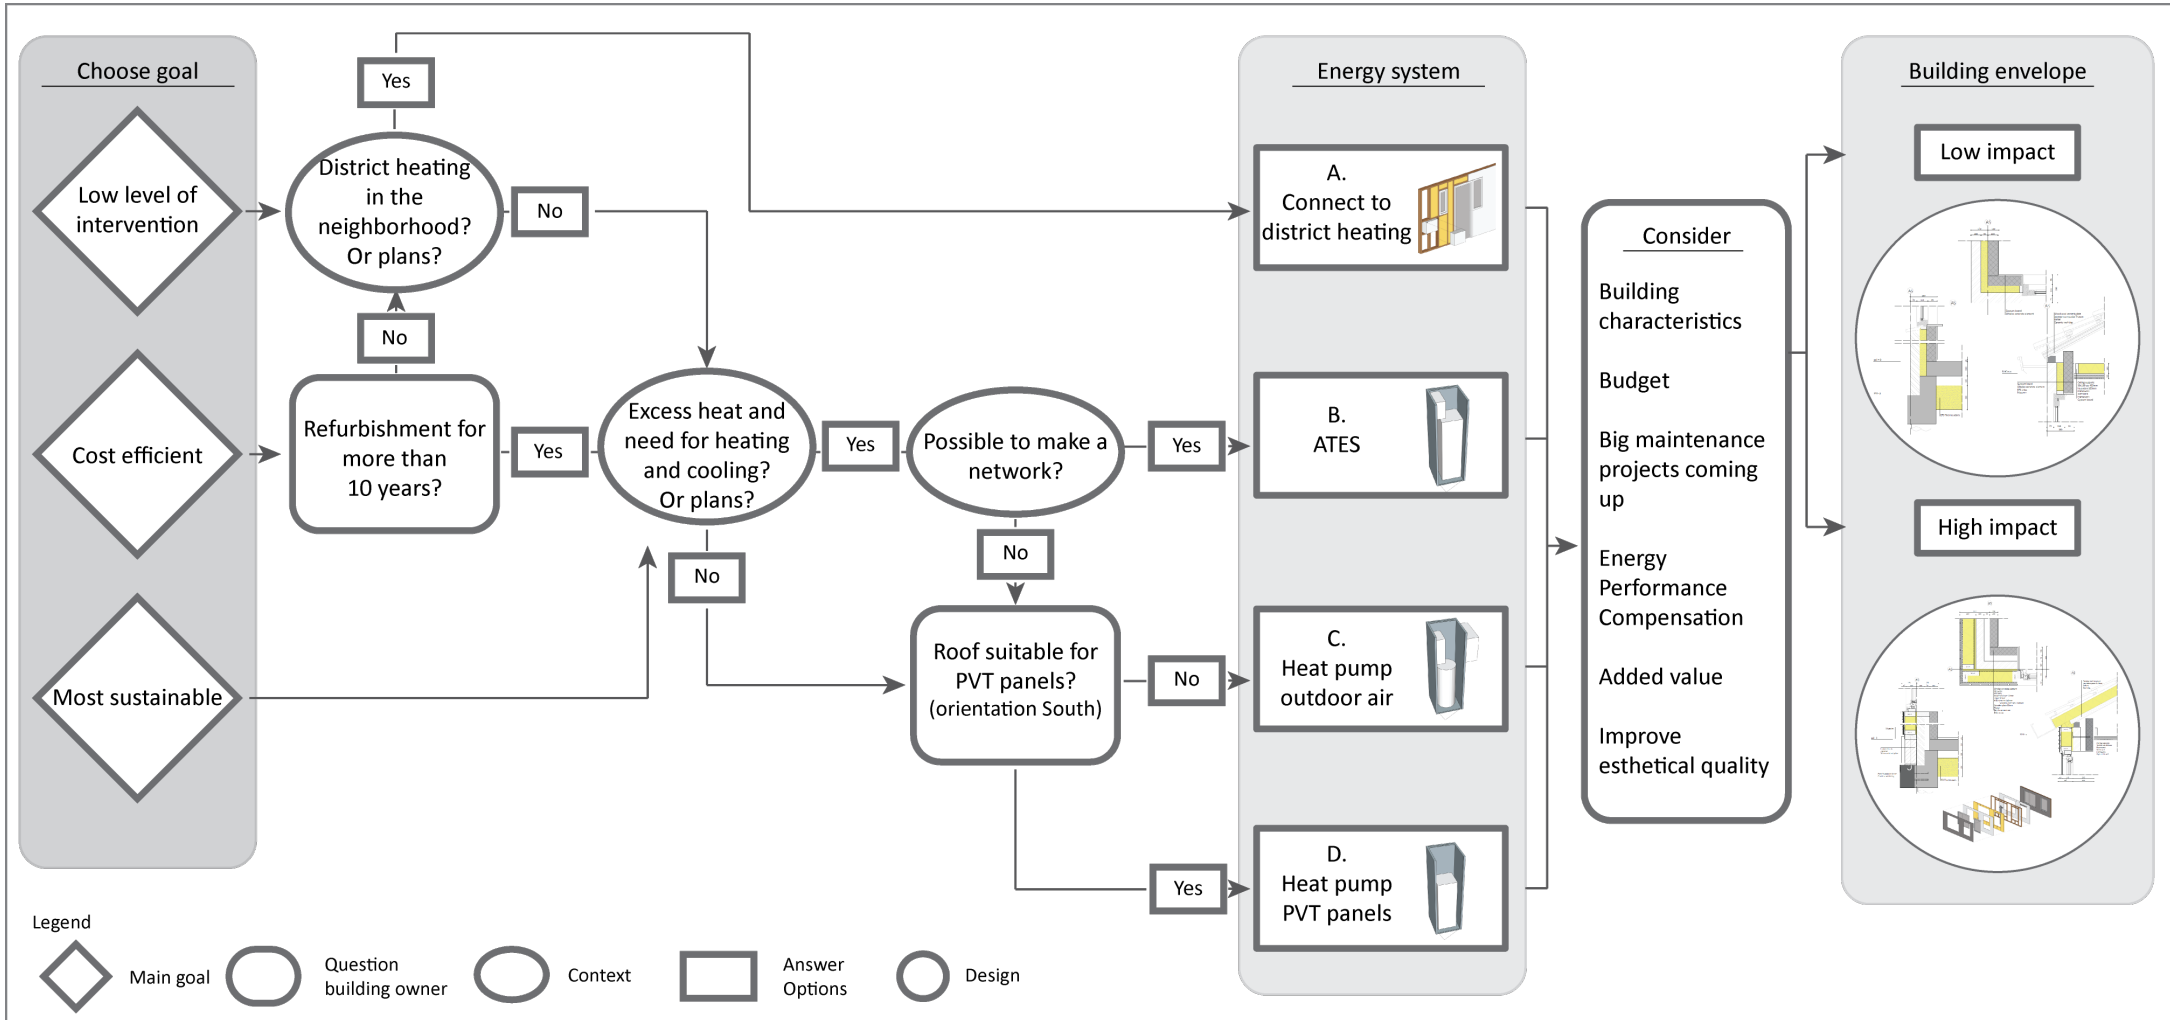 Choose goal
Low level of
intervention
Cost efficient
Most sustainable
Yes
District heating
in the
neighborhood?
Or plans?
No
No
Refurbishment for
more than
10 years?
Yes
Excess heat and
need for heating
and cooling?
Or plans?
Yes
No
Possible to make a
network?
Yes
No
Roof suitable for
PVT panels?
(orientation South)
No
Yes
Energy system
A.
Connect to
district heating
B.
ATES
C.
Heat pump
outdoor air
D.
Heat pump
PVT panels
Consider
Building
characteristics
Budget
Big maintenance
projects coming
up
Energy
Performance
Compensation
Added value
Improve
esthetical quality
Building envelope
Low impact
High impact
Legend
Main goal
Question
building owner
Context
Answer
Options
Design